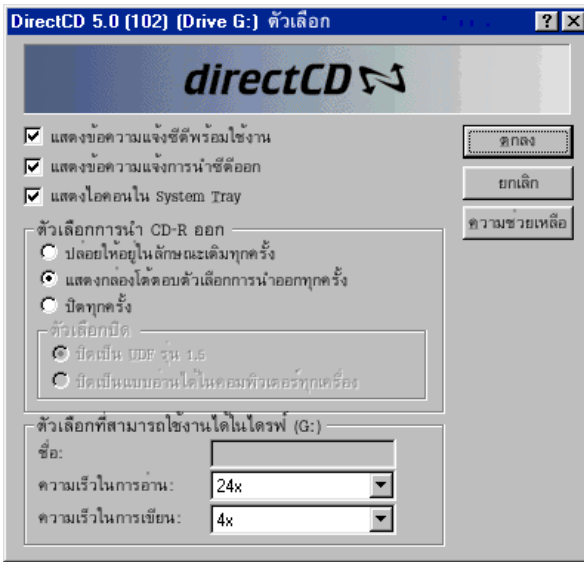 DirectCD 5.0 (102) (Drive G:) ตัวเลือก
directCD
แสดงข้อความแจ้งซีดีพร้อมใช้งาน
แสดงข้อความแจ้งการนำซีดีออก
แสดงไอคอนใน System Tray
ตกลง
ยกเลิก
ความช่วยเหลือ
ตัวเลือกการนำ CD-R ออก
ปล่อยให้อยู่ในลักษณะเดิมทุกครั้ง
แสดงกล่องโต้ตอบตัวเลือกการนำออกทุกครั้ง
ปิดทุกครั้ง
ตัวเลือกปิด
ปิดเป็น UDF รุ่น 1.5
ปิดเป็นแบบอ่านได้ในคอมพิวเตอร์ทุกเครื่อง
ตัวเลือกที่สามารถใช้งานได้ในไดรฟ์ (G:)
ชื่อ:
ความเร็วในการอ่าน: 24x
ความเร็วในการเขียน: 4x